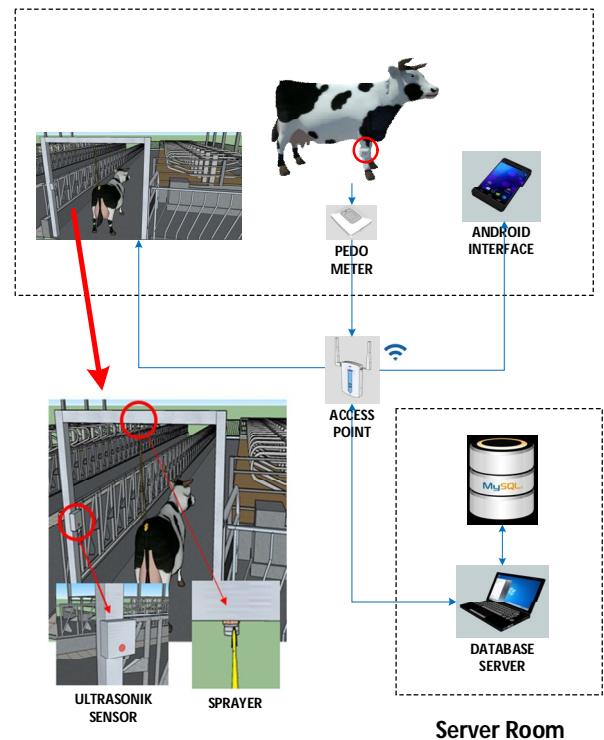 PEDO
METER
ANDROID
INTERFACE
ACCESS
POINT
MySQL
DATABASE
SERVER
ULTRASONIK
SENSOR
SPRAYER
Server Room